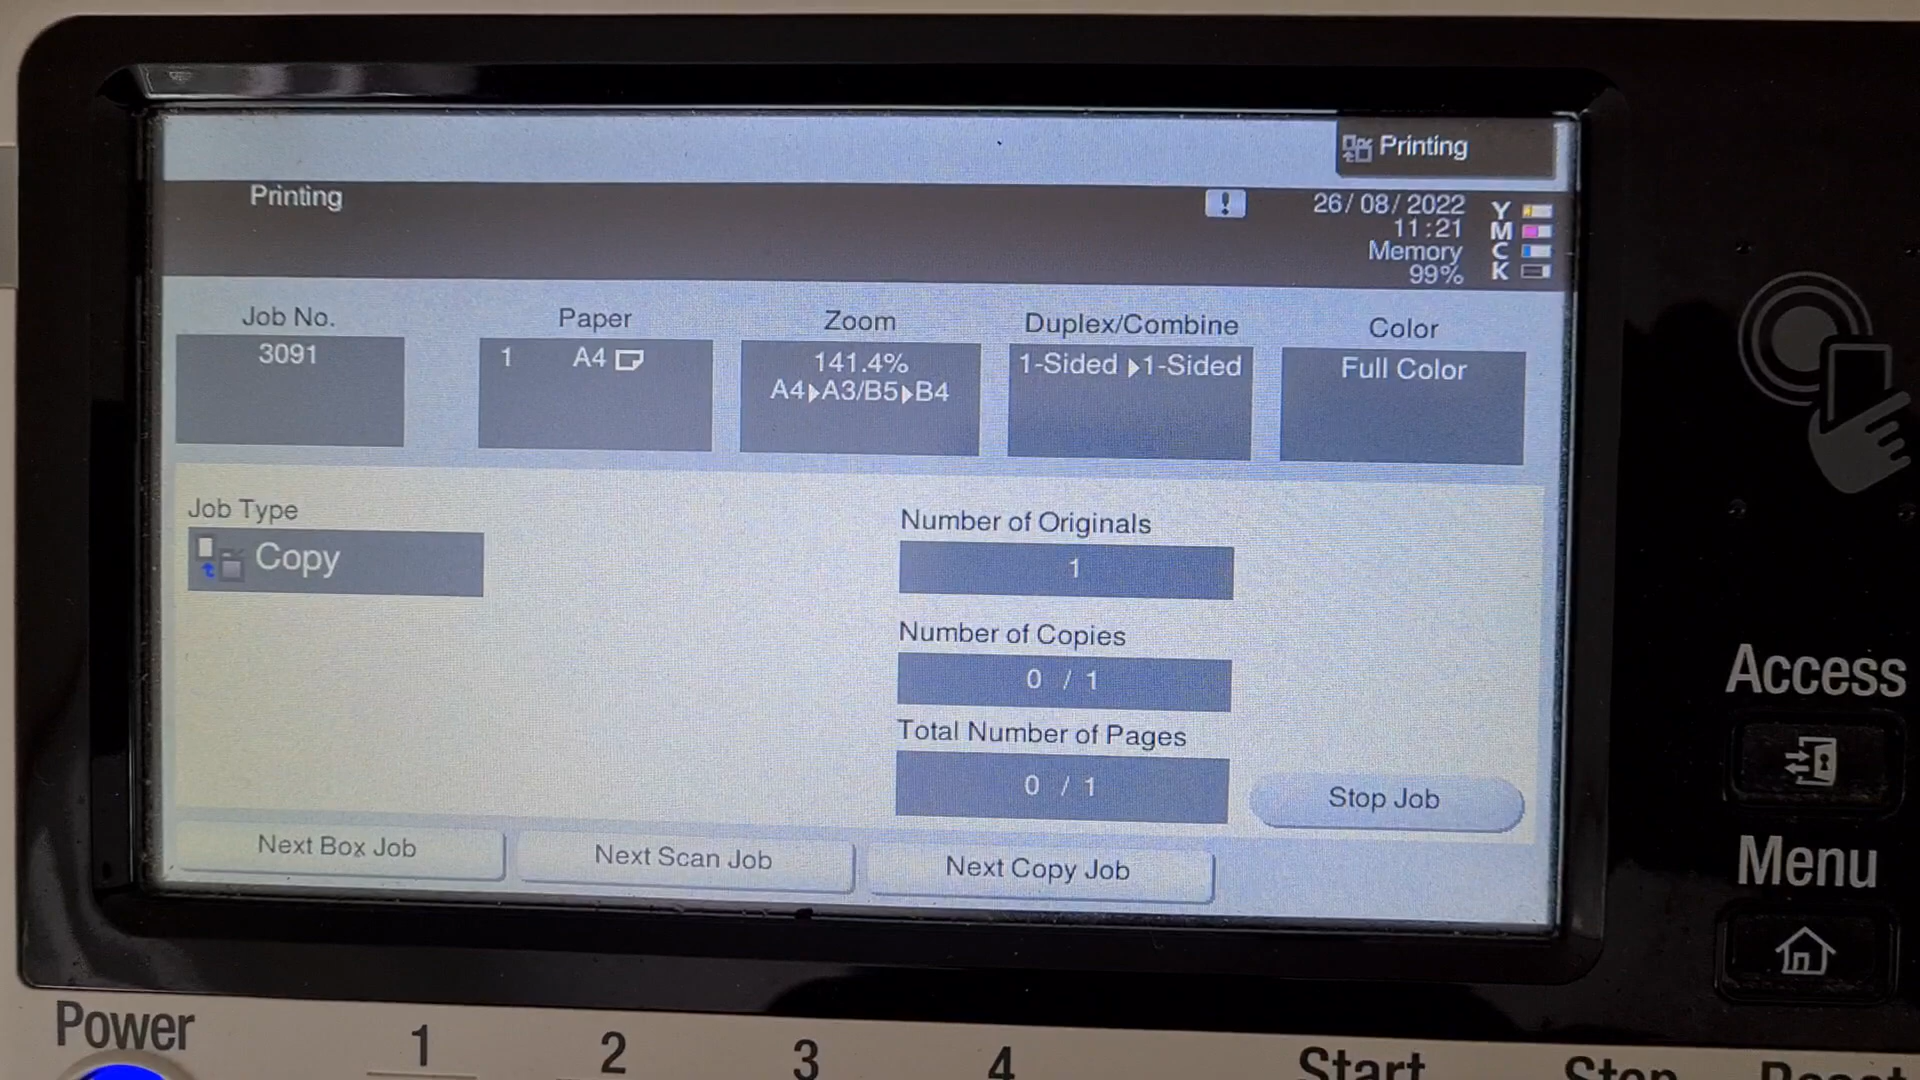 Printing
Printing
!
26/08/2022
11:21
Memory
99%
Y
M
C
K
Job No.
3091
Paper
1 A4
Zoom
141.4%
A4▶A3/B5▶B4
Duplex/Combine
1-Sided ▶1-Sided
Color
Full Color
Job Type
Copy
Number of Originals
1
Number of Copies
0 / 1
Total Number of Pages
0 / 1
Stop Job
Next Box Job
Next Scan Job
Next Copy Job
Access
Menu
Power
1
2
3
4
Start
Stop
Reset